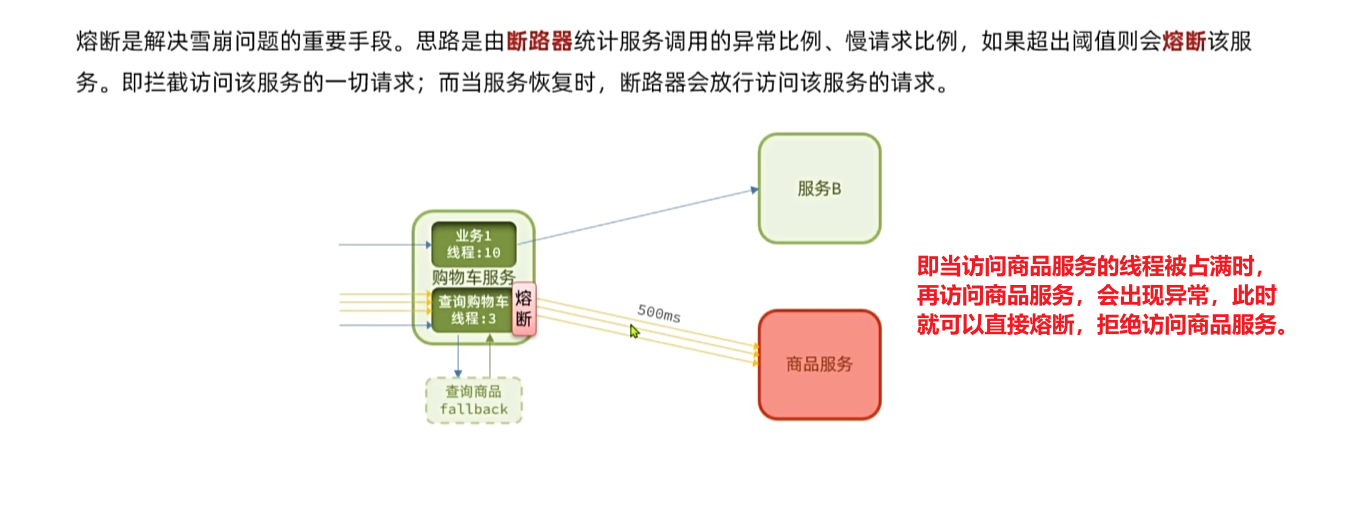 熔断是解决雪崩问题的重要手段。思路是由断路器统计服务调用的异常比例、慢请求比例，如果超出阈值则会熔断该服
务。即拦截访问该服务的一切请求；而当服务恢复时，断路器会放行访问该服务的请求。
服务B
业务1
线程:10
购物车服务
查询购物车
线程:3
熔
断
500ms
即当访问商品服务的线程被占满时，
再访问商品服务，会出现异常，此时
就可以直接熔断，拒绝访问商品服务。
商品服务
查询商品
fallback